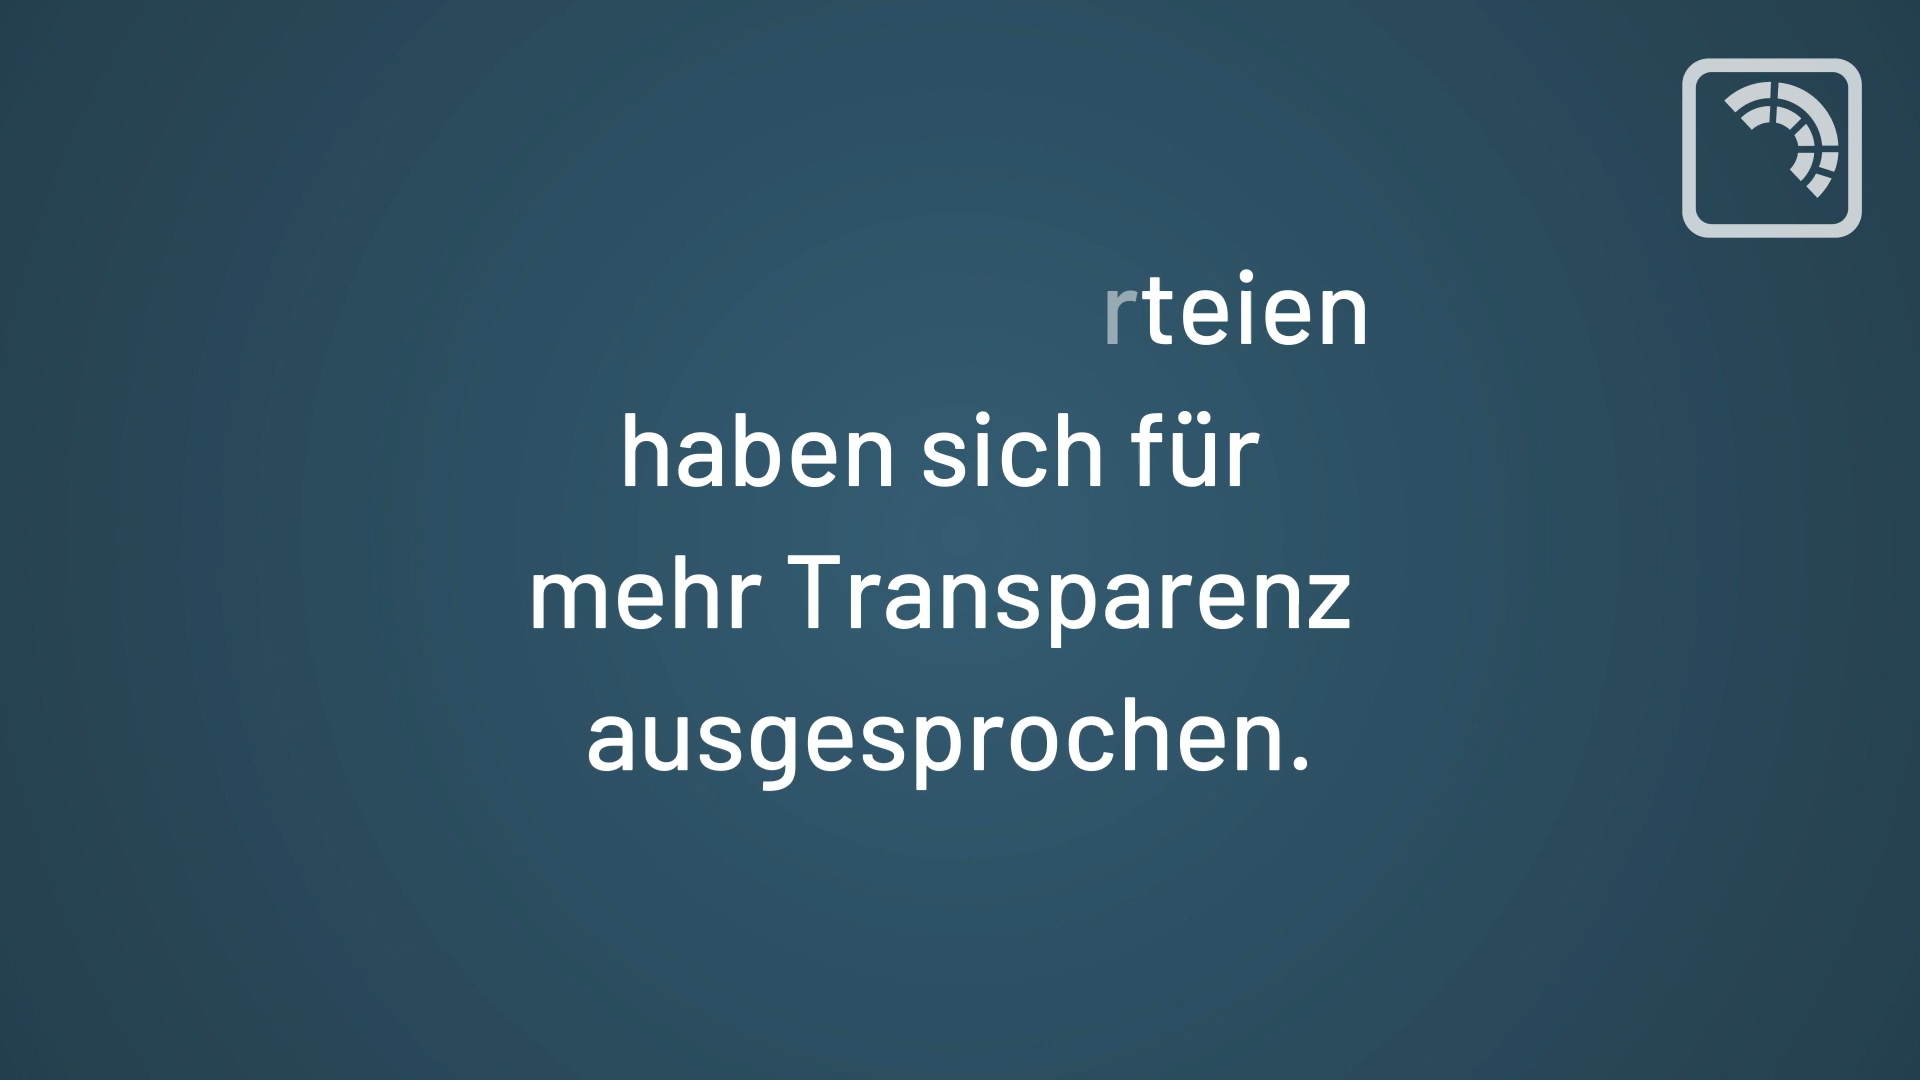 rteien
haben sich für
mehr Transparenz
ausgesprochen.